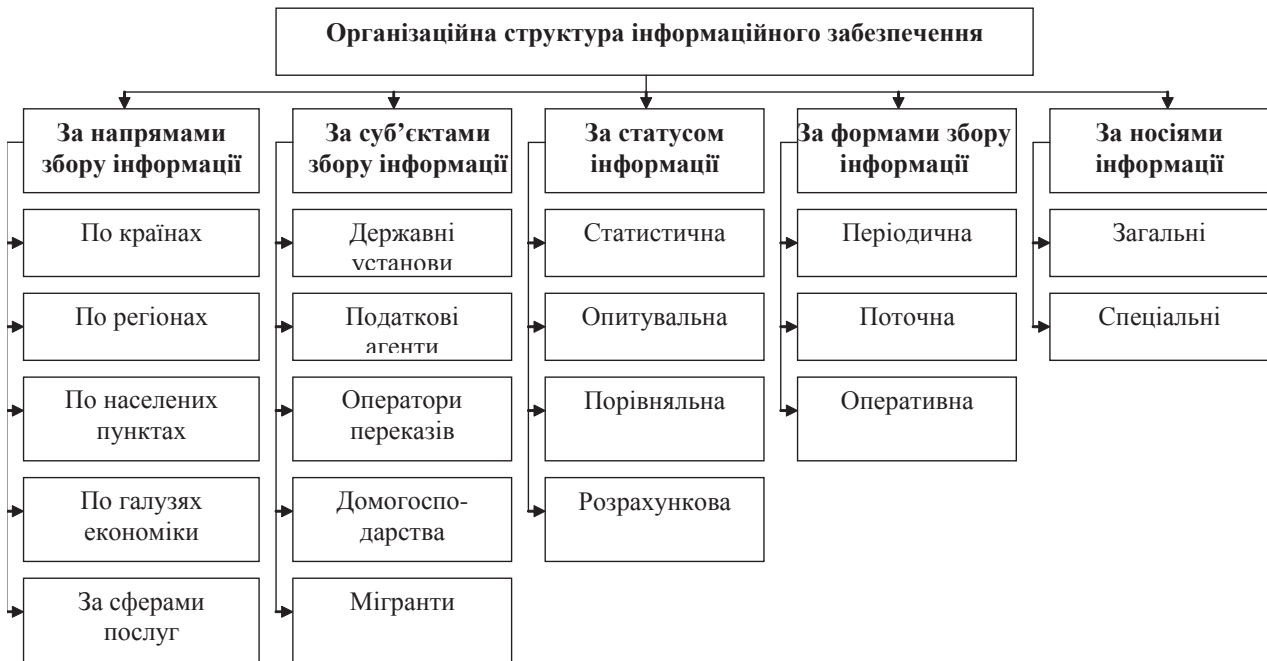 Організаційна структура інформаційного забезпечення
За напрямами
збору інформації
По країнах
По регіонах
По населених
пунктах
По галузях
економіки
За сферами
послуг
За суб’єктами
збору інформації
Державні
установи
Податкові
агенти
Оператори
переказів
Домогоспо-
дарства
Мігранти
За статусом
інформації
Статистична
Опитувальна
Порівняльна
Розрахункова
За формами збору
інформації
Періодична
Поточна
Оперативна
За носіями
інформації
Загальні
Спеціальні